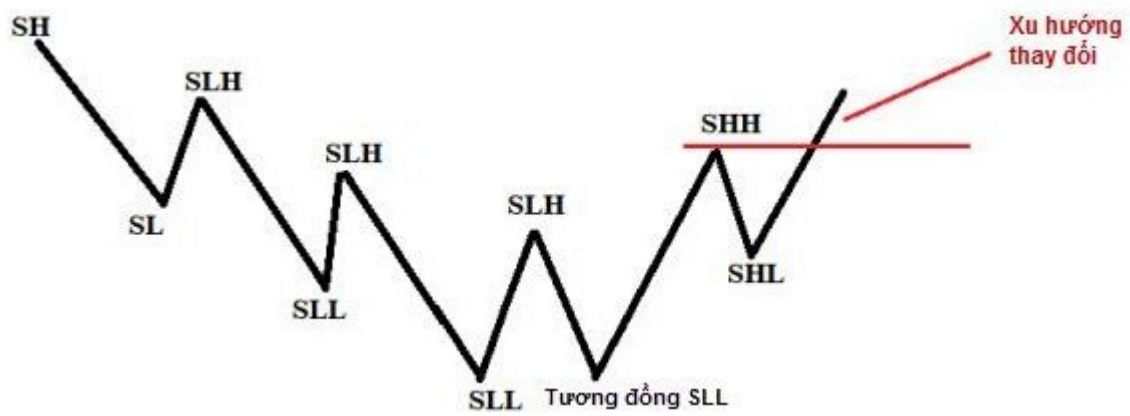 SH
SLH
SL
SLH
SLL
SLH
SLL
Tương đồng SLL
SHH
SHL
Xu hướng
thay đổi